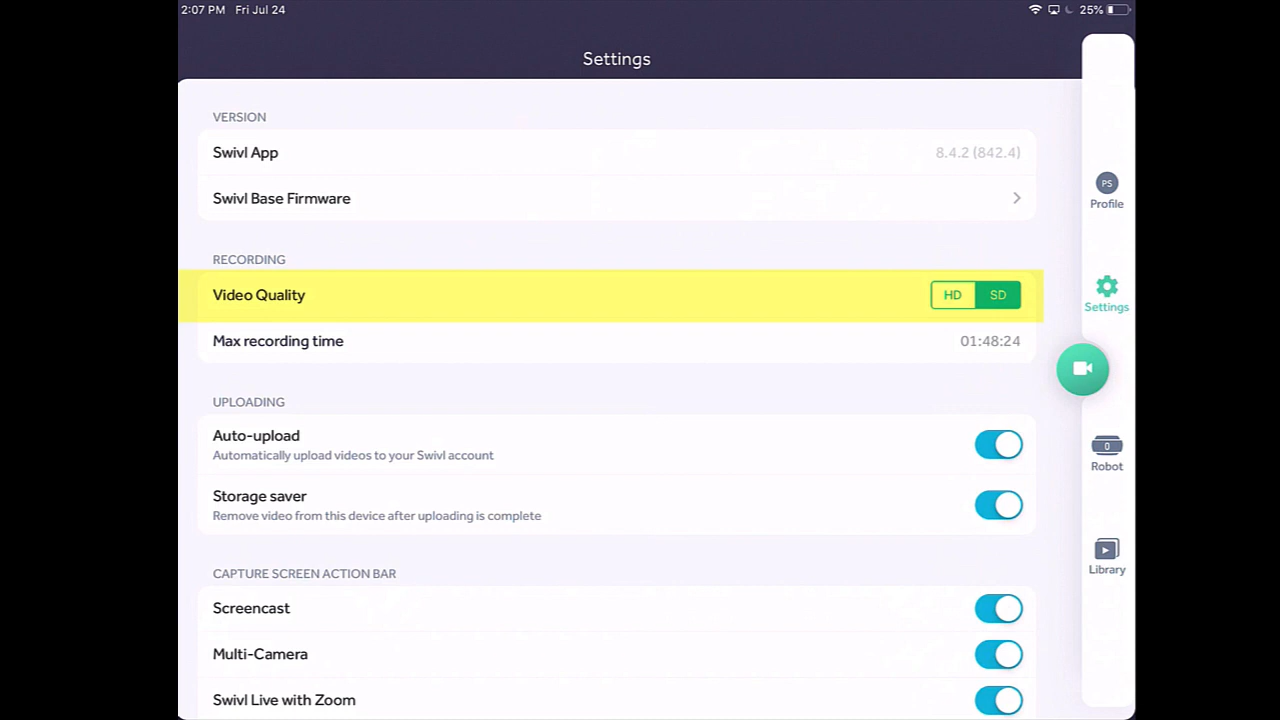 2:07 PM Fri Jul 24 25%
Settings
VERSION
Swivl App 8.4.2 (842.4)
Swivl Base Firmware
RECORDING
Video Quality HD SD
Max recording time 01:48:24
UPLOADING
Auto-upload
Automatically upload videos to your Swivl account
Storage saver
Remove video from this device after uploading is complete
CAPTURE SCREEN ACTION BAR
Screencast
Multi-Camera
Swivl Live with Zoom
PS
Profile
Settings
0
Robot
Library